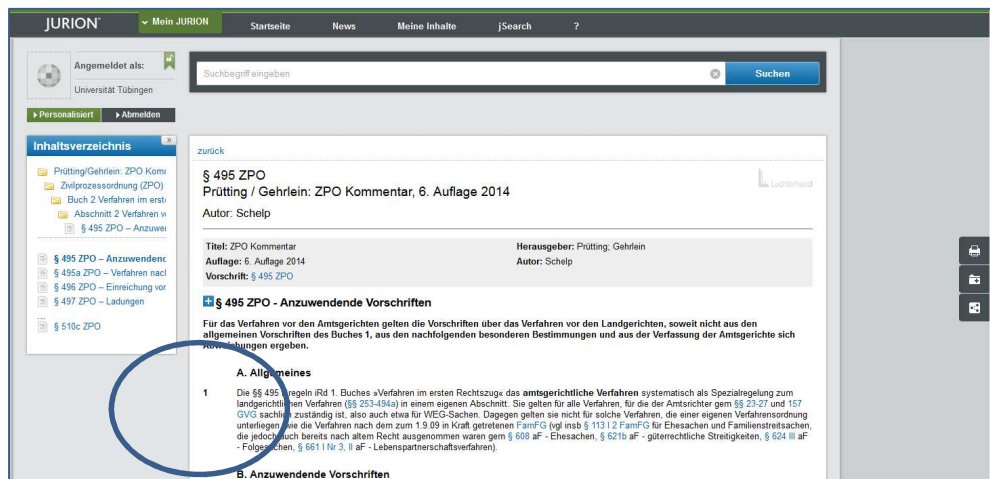 JURION
Mein JURION
Startseite
News
Meine Inhalte
jSearch
?
Angemeldet als:
Universität Tübingen
Personalisiert
Abmelden
Suchbegriff eingeben
Suchen
Inhaltsverzeichnis
»
Prütting/Gehrlein: ZPO Komm
Zivilprozessordnung (ZPO)
Buch 2 Verfahren im erste
Abschnitt 2 Verfahren v
§ 495 ZPO – Anzuwen
§ 495 ZPO – Anzuwendend
§ 495a ZPO – Verfahren nach
§ 496 ZPO – Einreichung von
§ 497 ZPO – Ladungen
...
§ 510c ZPO
zurück
§ 495 ZPO
Prütting / Gehrlein: ZPO Kommentar, 6. Auflage 2014
Luchterhand
Autor: Schelp
Titel: ZPO Kommentar
Herausgeber: Prütting; Gehrlein
Auflage: 6. Auflage 2014
Autor: Schelp
Vorschrift: § 495 ZPO
§ 495 ZPO - Anzuwendende Vorschriften
Für das Verfahren vor den Amtsgerichten gelten die Vorschriften über das Verfahren vor den Landgerichten, soweit nicht aus den
allgemeinen Vorschriften des Buches 1, aus den nachfolgenden besonderen Bestimmungen und aus der Verfassung der Amtsgerichte sich
Abweichungen ergeben.
A. Allgemeines
1 Die §§ 495 ff regeln iRd 1. Buches »Verfahren im ersten Rechtszug« das amtsgerichtliche Verfahren systematisch als Spezialregelung zum
landgerichtlichen Verfahren (§§ 253-494a) in einem eigenen Abschnitt. Sie gelten für alle Verfahren, für die der Amtsrichter gem §§ 23-27 und 157
GVG sachlich zuständig ist, also auch etwa für WEG-Sachen. Dagegen gelten sie nicht für solche Verfahren, die einer eigenen Verfahrensordnung
unterliegen, wie die Verfahren nach dem zum 1.9.09 in Kraft getretenen FamFG (vgl insb § 113 I 2 FamFG für Ehesachen und Familienstreitsachen,
die jedoch auch bereits nach altem Recht ausgenommen waren gem § 608 aF - Ehesachen, § 621b aF - güterrechtliche Streitigkeiten, § 624 III aF
- Folgesachen, § 661 I Nr 3, II aF - Lebenspartnerschaftsverfahren).
B. Anzuwendende Vorschriften